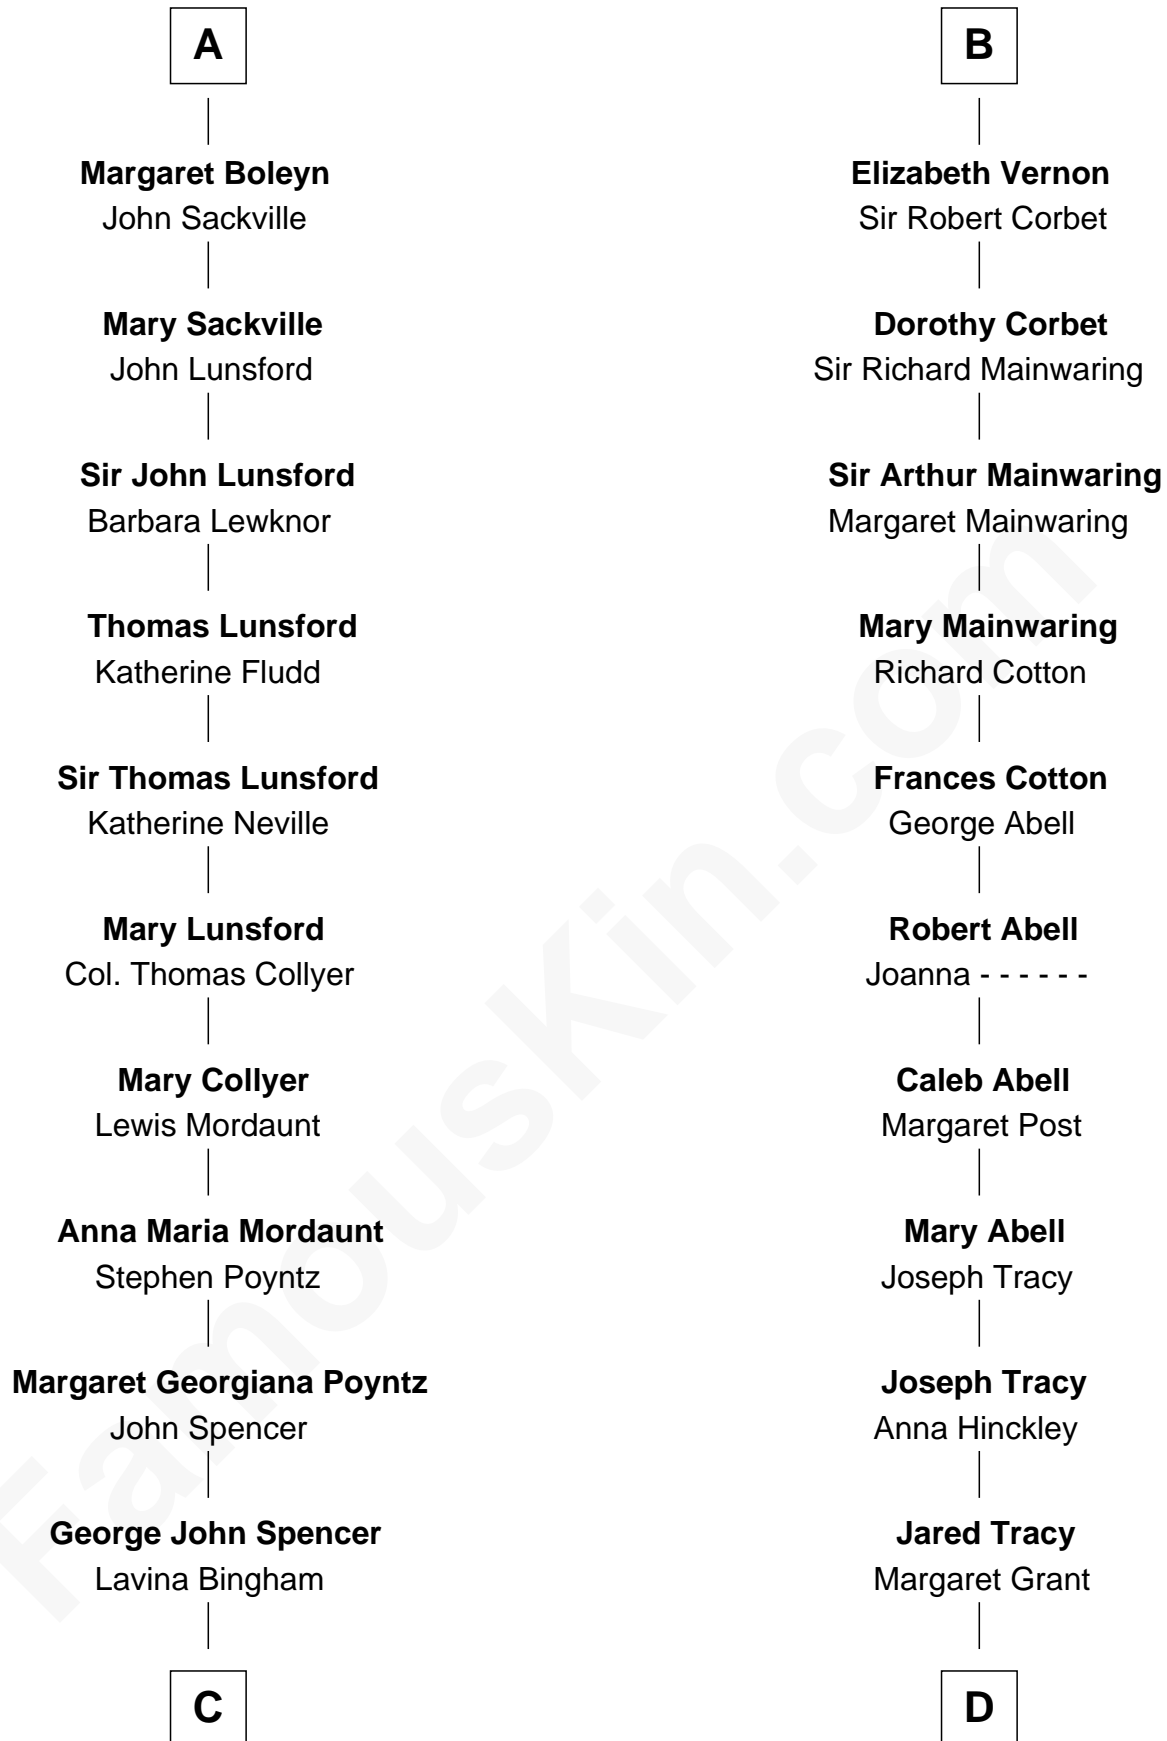 A
Margaret Boleyn
John Sackville
Mary Sackville
John Lunsford
Sir John Lunsford
Barbara Lewknor
Thomas Lunsford
Katherine Fludd
Sir Thomas Lunsford
Katherine Neville
Mary Lunsford
Col. Thomas Collyer
Mary Collyer
Lewis Mordaunt
Anna Maria Mordaunt
Stephen Poyntz
Margaret Georgiana Poyntz
John Spencer
George John Spencer
Lavina Bingham
C
B
Elizabeth Vernon
Sir Robert Corbet
Dorothy Corbet
Sir Richard Mainwaring
Sir Arthur Mainwaring
Margaret Mainwaring
Mary Mainwaring
Richard Cotton
Frances Cotton
George Abell
Robert Abell
Joanna - - - - - -
Caleb Abell
Margaret Post
Mary Abell
Joseph Tracy
Joseph Tracy
Anna Hinckley
Jared Tracy
Margaret Grant
D
FamousKin.com